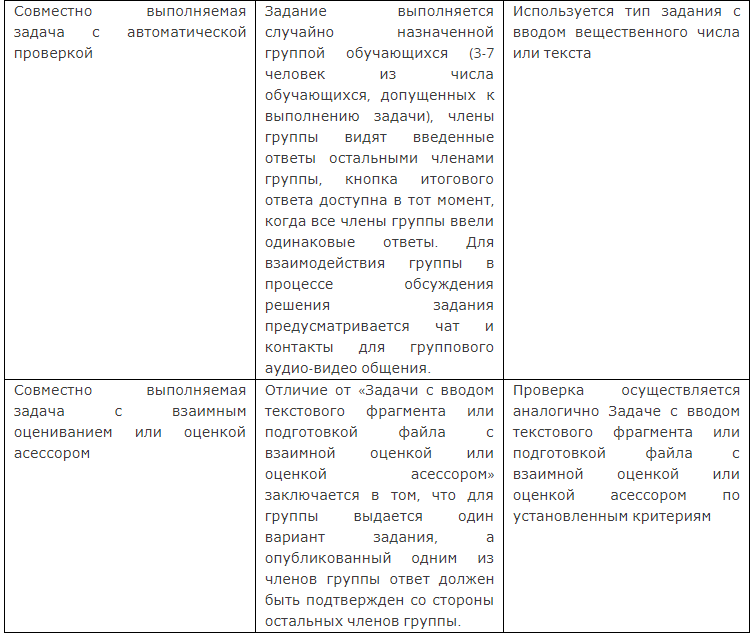 Совместно выполняемая
задача с автоматической
проверкой
Задание выполняется
случайно назначенной
группой обучающихся (3-7
человек из числа
обучающихся, допущенных к
выполнению задачи), члены
группы видят введенные
ответы остальными членами
группы, кнопка итогового
ответа доступна в тот момент,
когда все члены группы ввели
одинаковые ответы. Для
взаимодействия группы в
процессе обсуждения
решения задания
предусматривается чат и
контакты для группового
аудио-видео общения.
Используется тип задания с
вводом вещественного числа
или текста
Совместно выполняемая
задача с взаимным
оцениванием или оценкой
асессором
Отличие от «Задачи с вводом
текстового фрагмента или
подготовкой файла с
взаимной оценкой или
оценкой асессором»
заключается в том, что для
группы выдается один
вариант задания, а
опубликованный одним из
членов группы ответ должен
быть подтвержден со стороны
остальных членов группы.
Проверка осуществляется
аналогично Задаче с вводом
текстового фрагмента или
подготовкой файла с
взаимной оценкой или
оценкой асессором по
установленным критериям